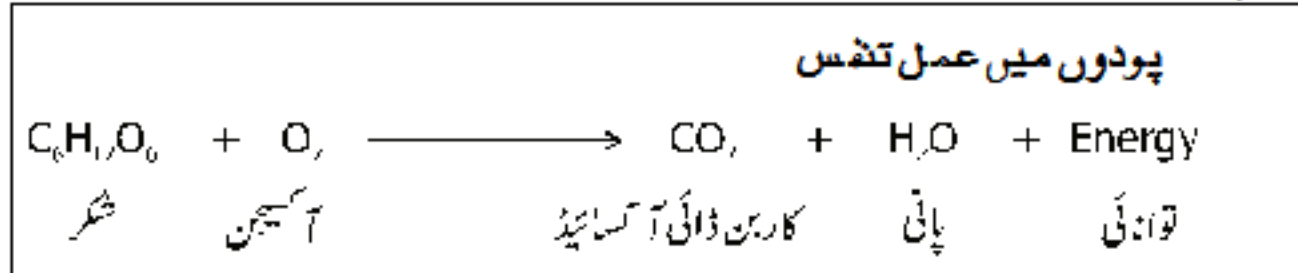 پودوں میں عمل تنفس
C₆H₁₂O₆ + O₂ ⟶ CO₂ + H₂O + Energy
شکر آکسیجن کاربن ڈائی آکسائیڈ پانی توانائی